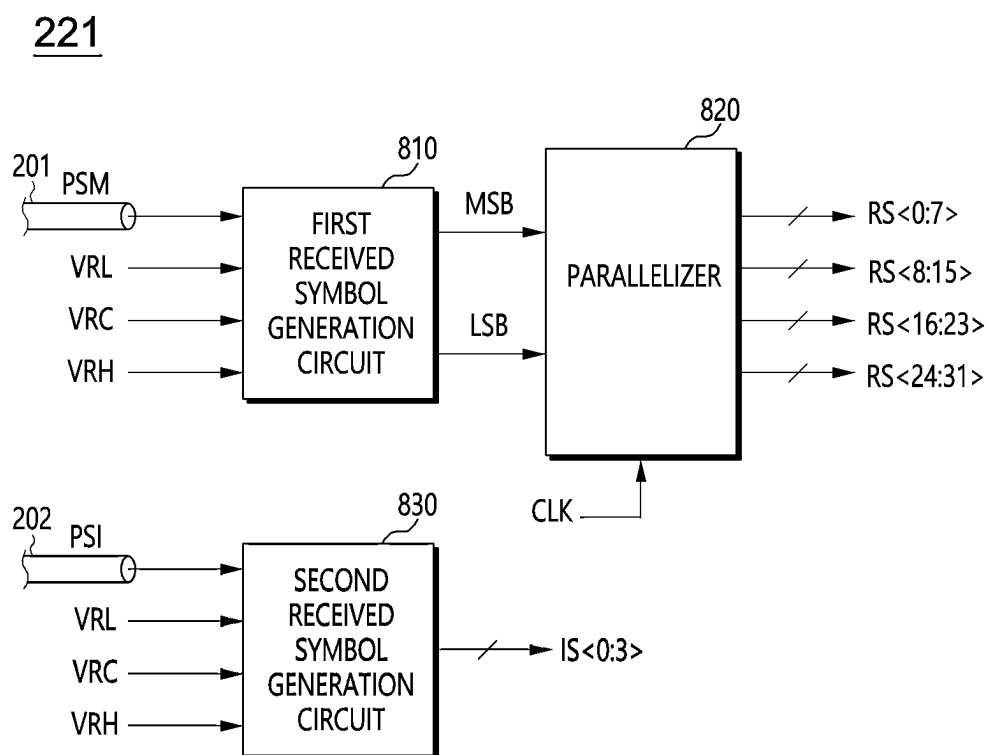 221
201
PSM
VRL
VRC
VRH
810
FIRST
RECEIVED
SYMBOL
GENERATION
CIRCUIT
MSB
LSB
820
PARALLELIZER
CLK
RS<0:7>
RS<8:15>
RS<16:23>
RS<24:31>
202
PSI
VRL
VRC
VRH
830
SECOND
RECEIVED
SYMBOL
GENERATION
CIRCUIT
IS<0:3>